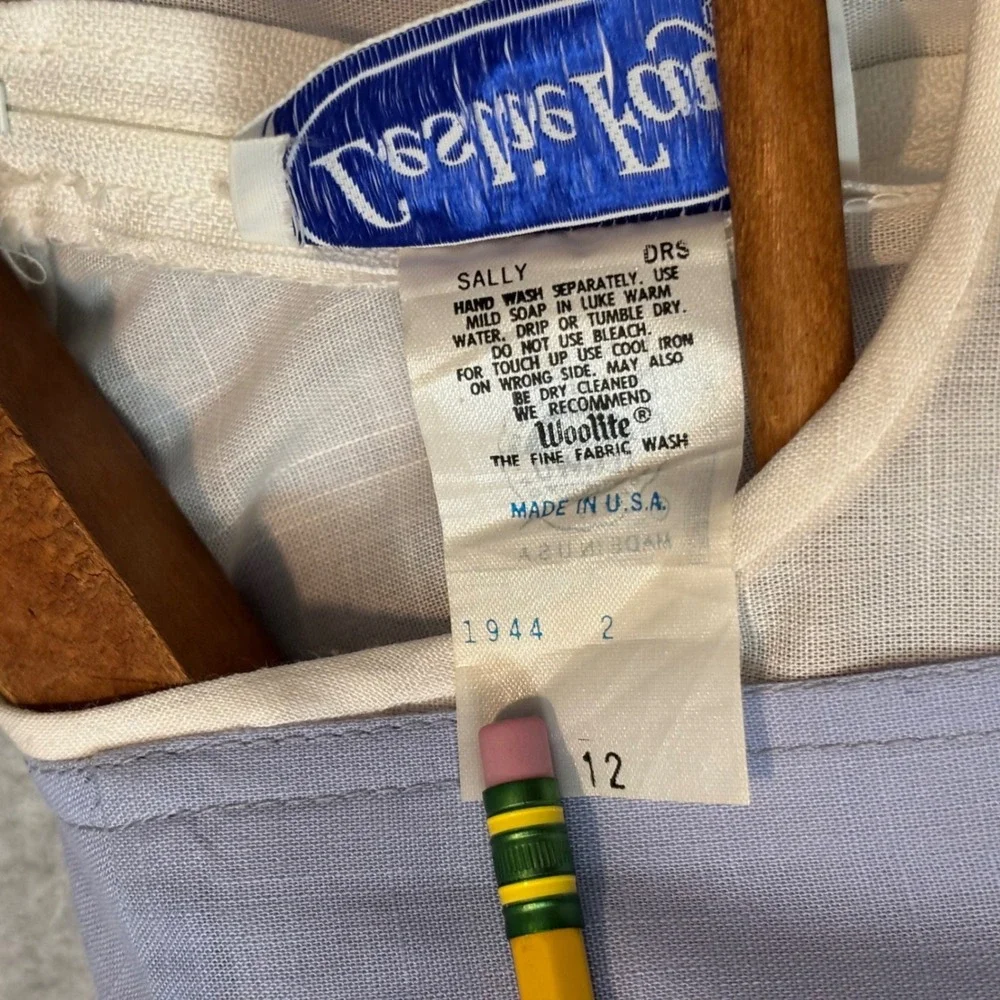 Leslie Fay
SALLY DRS
HAND WASH SEPARATELY. USE
MILD SOAP IN LUKE WARM
WATER. DRIP OR TUMBLE DRY.
DO NOT USE BLEACH.
FOR TOUCH UP USE COOL IRON
ON WRONG SIDE. MAY ALSO
BE DRY CLEANED
WE RECOMMEND
Woolite®
THE FINE FABRIC WASH
MADE IN U.S.A.
MADE IN U.S.A
1944 2
12